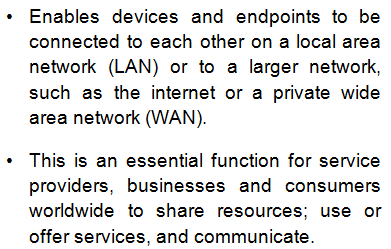 • Enables devices and endpoints to be
connected to each other on a local area
network (LAN) or to a larger network,
such as the internet or a private wide
area network (WAN).
• This is an essential function for service
providers, businesses and consumers
worldwide to share resources; use or
offer services, and communicate.